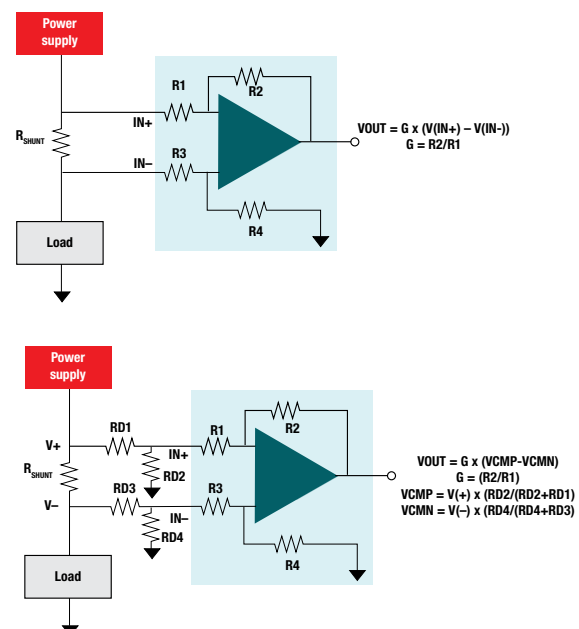 Power
supply
R1
R2
IN+
RSHUNT
VOUT = G x (V(IN+) – V(IN-))
G = R2/R1
IN–
R3
R4
Load
Power
supply
RD1
R1
R2
V+
IN+
RSHUNT
RD2
VOUT = G x (VCMP-VCMN)
G = (R2/R1)
VCMP = V(+) x (RD2/(RD2+RD1)
VCMN = V(–) x (RD4/(RD4+RD3)
RD3
R3
V–
IN–
RD4
R4
Load